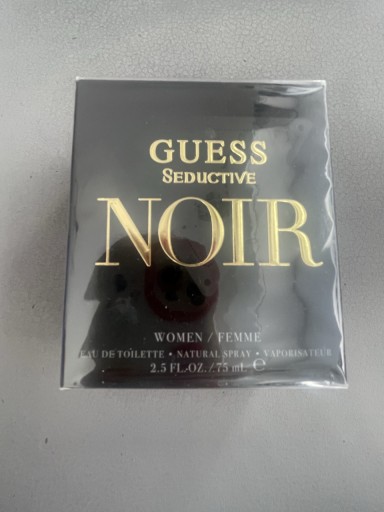 GUESS
SEDUCTIVE
NOIR
WOMEN / FEMME
EAU DE TOILETTE • NATURAL SPRAY • VAPORISATEUR
2.5 FL.OZ./75 mL ℮